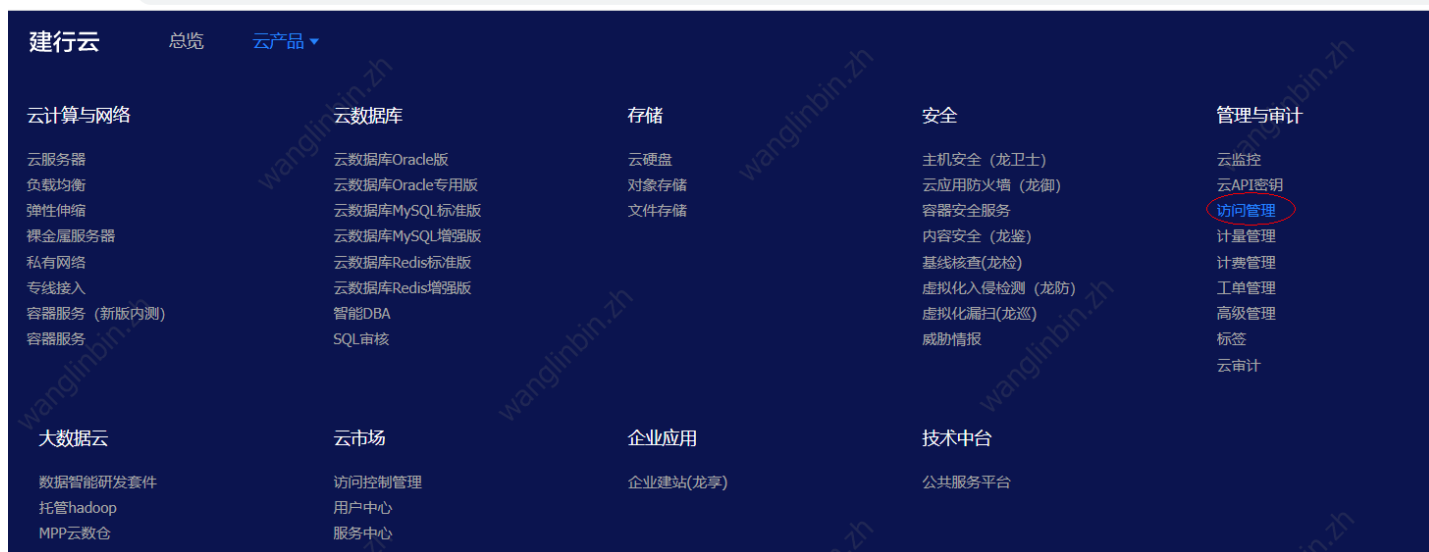 建行云 总览 云产品
云计算与网络 云数据库 存储 安全 管理与审计
云服务器 云数据库Oracle版 云硬盘 主机安全（龙卫士） 云监控
负载均衡 云数据库Oracle专用版 对象存储 云应用防火墙（龙御） 云API密钥
弹性伸缩 云数据库MySQL标准版 文件存储 容器安全服务 访问管理
裸金属服务器 云数据库MySQL增强版 内容安全（龙鉴） 计量管理
私有网络 云数据库Redis标准版 基线核查(龙检) 计费管理
专线接入 云数据库Redis增强版 虚拟化入侵检测（龙防） 工单管理
容器服务（新版内测） 智能DBA 虚拟化漏扫(龙巡) 高级管理
容器服务 SQL审核 威胁情报 标签
云审计
大数据云 云市场 企业应用 技术中台
数据智能研发套件 访问控制管理 企业建站(龙享) 公共服务平台
托管hadoop 用户中心
MPP云数仓 服务中心
wanglinbin.zh
wanglinbin.zh
wanglinbin.zh
wanglinbin.zh
wanglinbin.zh
wanglinbin.zh